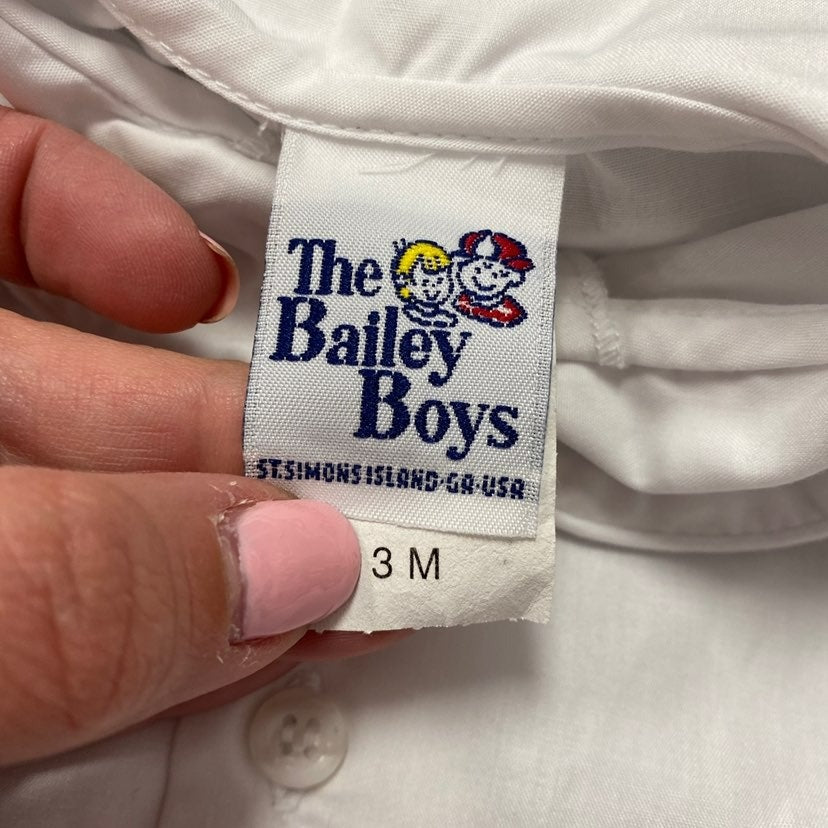 The
Bailey
Boys
ST.SIMONS ISLAND·GA·USA
3 M